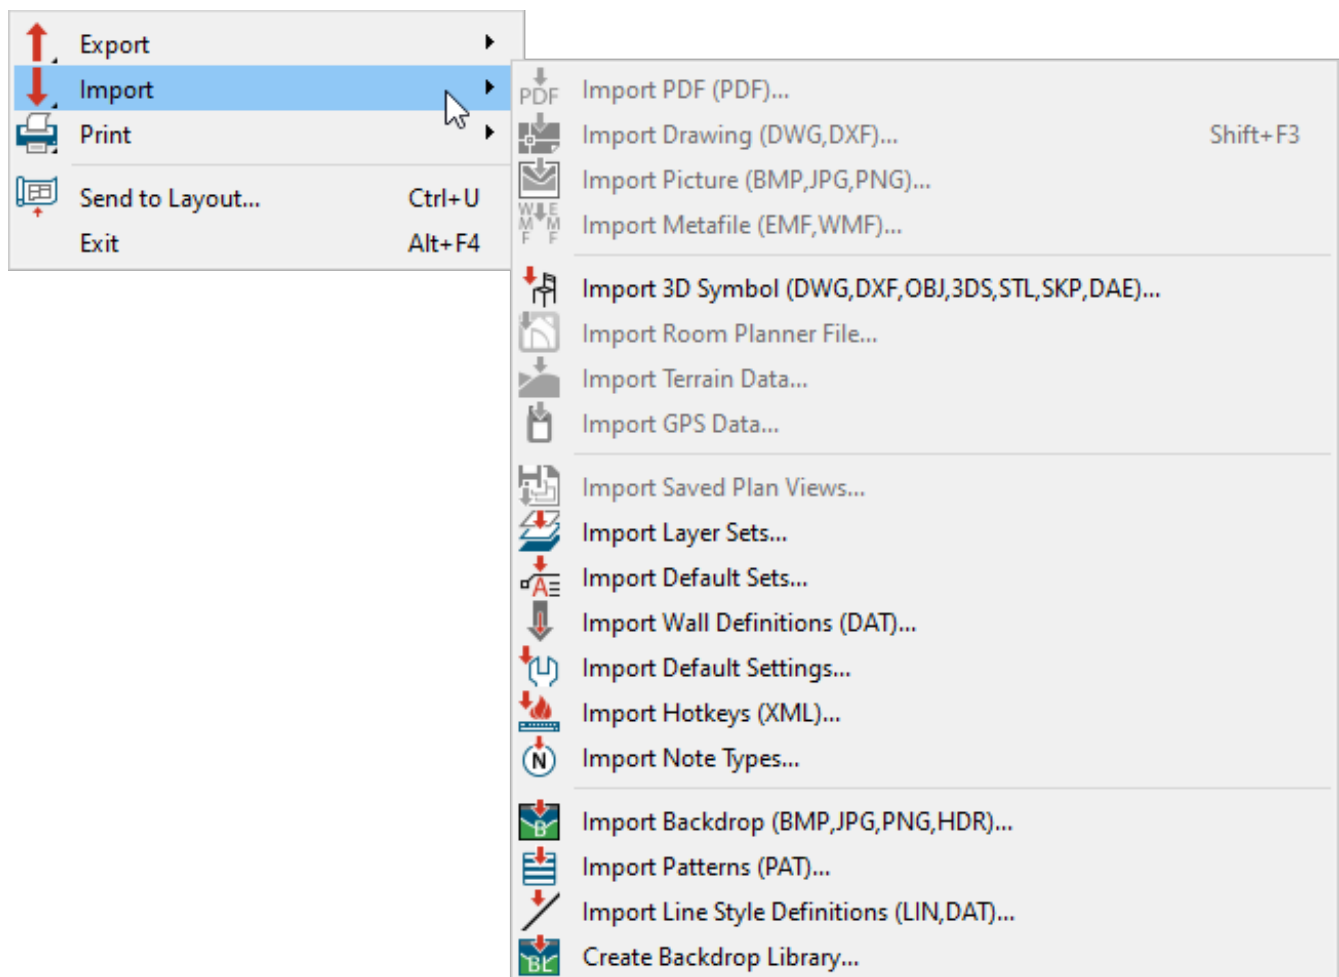 Export
Import
Print
Send to Layout... Ctrl+U
Exit Alt+F4
PDF Import PDF (PDF)...
Import Drawing (DWG,DXF)... Shift+F3
Import Picture (BMP,JPG,PNG)...
WMF EMF Import Metafile (EMF,WMF)...
Import 3D Symbol (DWG,DXF,OBJ,3DS,STL,SKP,DAE)...
Import Room Planner File...
Import Terrain Data...
Import GPS Data...
Import Saved Plan Views...
Import Layer Sets...
A Import Default Sets...
Import Wall Definitions (DAT)...
Import Default Settings...
Import Hotkeys (XML)...
N Import Note Types...
B Import Backdrop (BMP,JPG,PNG,HDR)...
Import Patterns (PAT)...
Import Line Style Definitions (LIN,DAT)...
BL Create Backdrop Library...